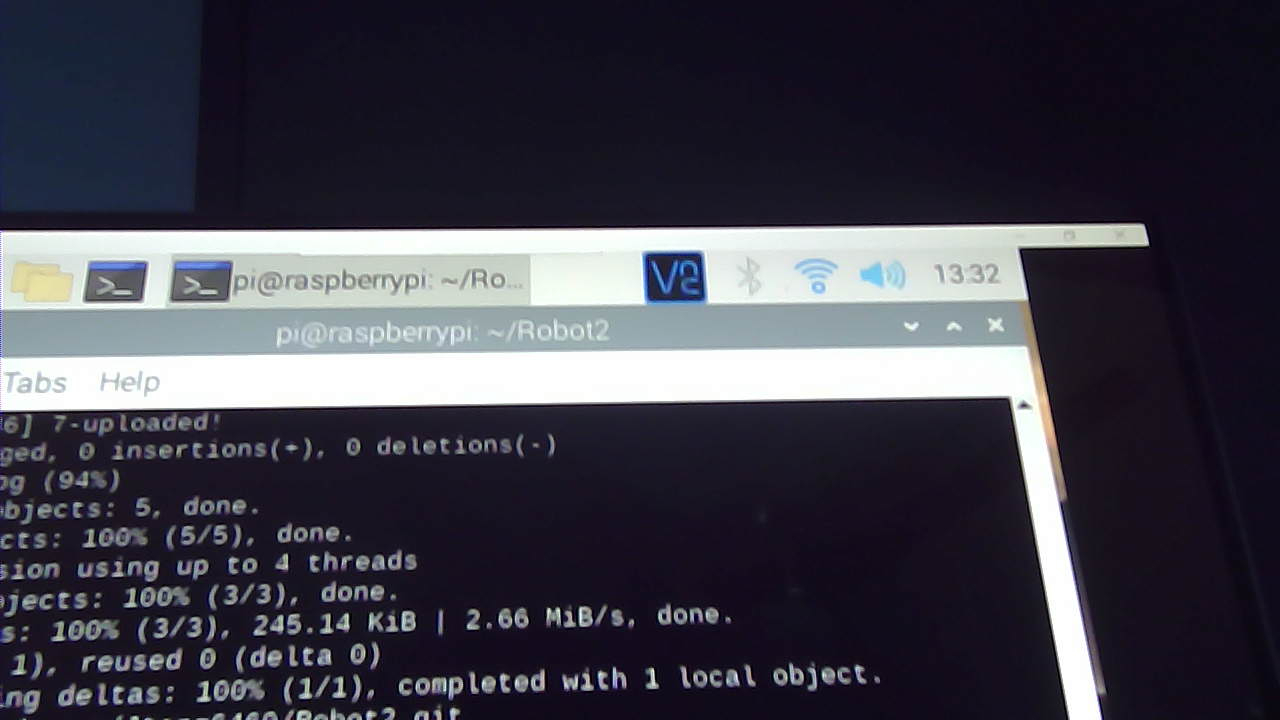 pi@raspberrypi: ~/Ro... V2 13:32
pi@raspberrypi: ~/Robot2
Tabs Help
6] 7-uploaded!
ged, 0 insertions(+), 0 deletions(-)
og (94%)
objects: 5, done.
cts: 100% (5/5), done.
sion using up to 4 threads
jects: 100% (3/3), done.
s: 100% (3/3), 245.14 KiB | 2.66 MiB/s, done.
1), reused 0 (delta 0)
ing deltas: 100% (1/1), completed with 1 local object.
/Robot2.git